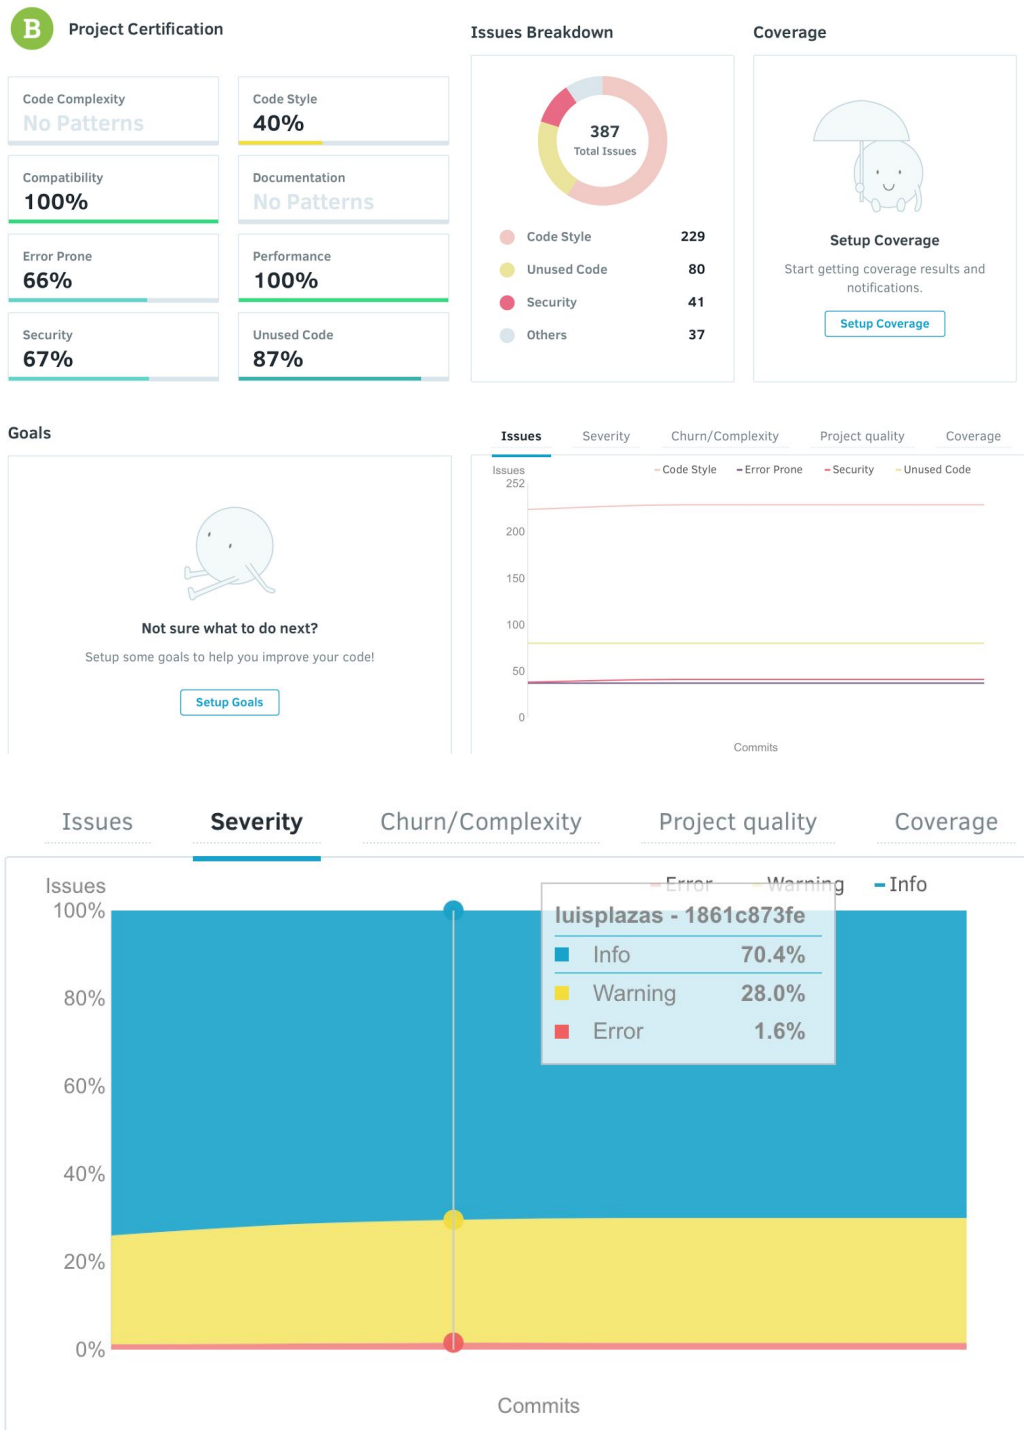 B Project Certification
Code Complexity
No Patterns
Code Style
40%
Compatibility
100%
Documentation
No Patterns
Error Prone
66%
Performance
100%
Security
67%
Unused Code
87%
Issues Breakdown
387
Total Issues
Code Style 229
Unused Code 80
Security 41
Others 37
Coverage
Setup Coverage
Start getting coverage results and
notifications.
Setup Coverage
Goals
Not sure what to do next?
Setup some goals to help you improve your code!
Setup Goals
Issues Severity Churn/Complexity Project quality Coverage
Issues
Code Style Error Prone Security Unused Code
252
200
150
100
50
0
Commits
Issues Severity Churn/Complexity Project quality Coverage
Issues
Error Warning Info
100%
80%
60%
40%
20%
0%
luisplazas - 1861c873fe
Info 70.4%
Warning 28.0%
Error 1.6%
Commits